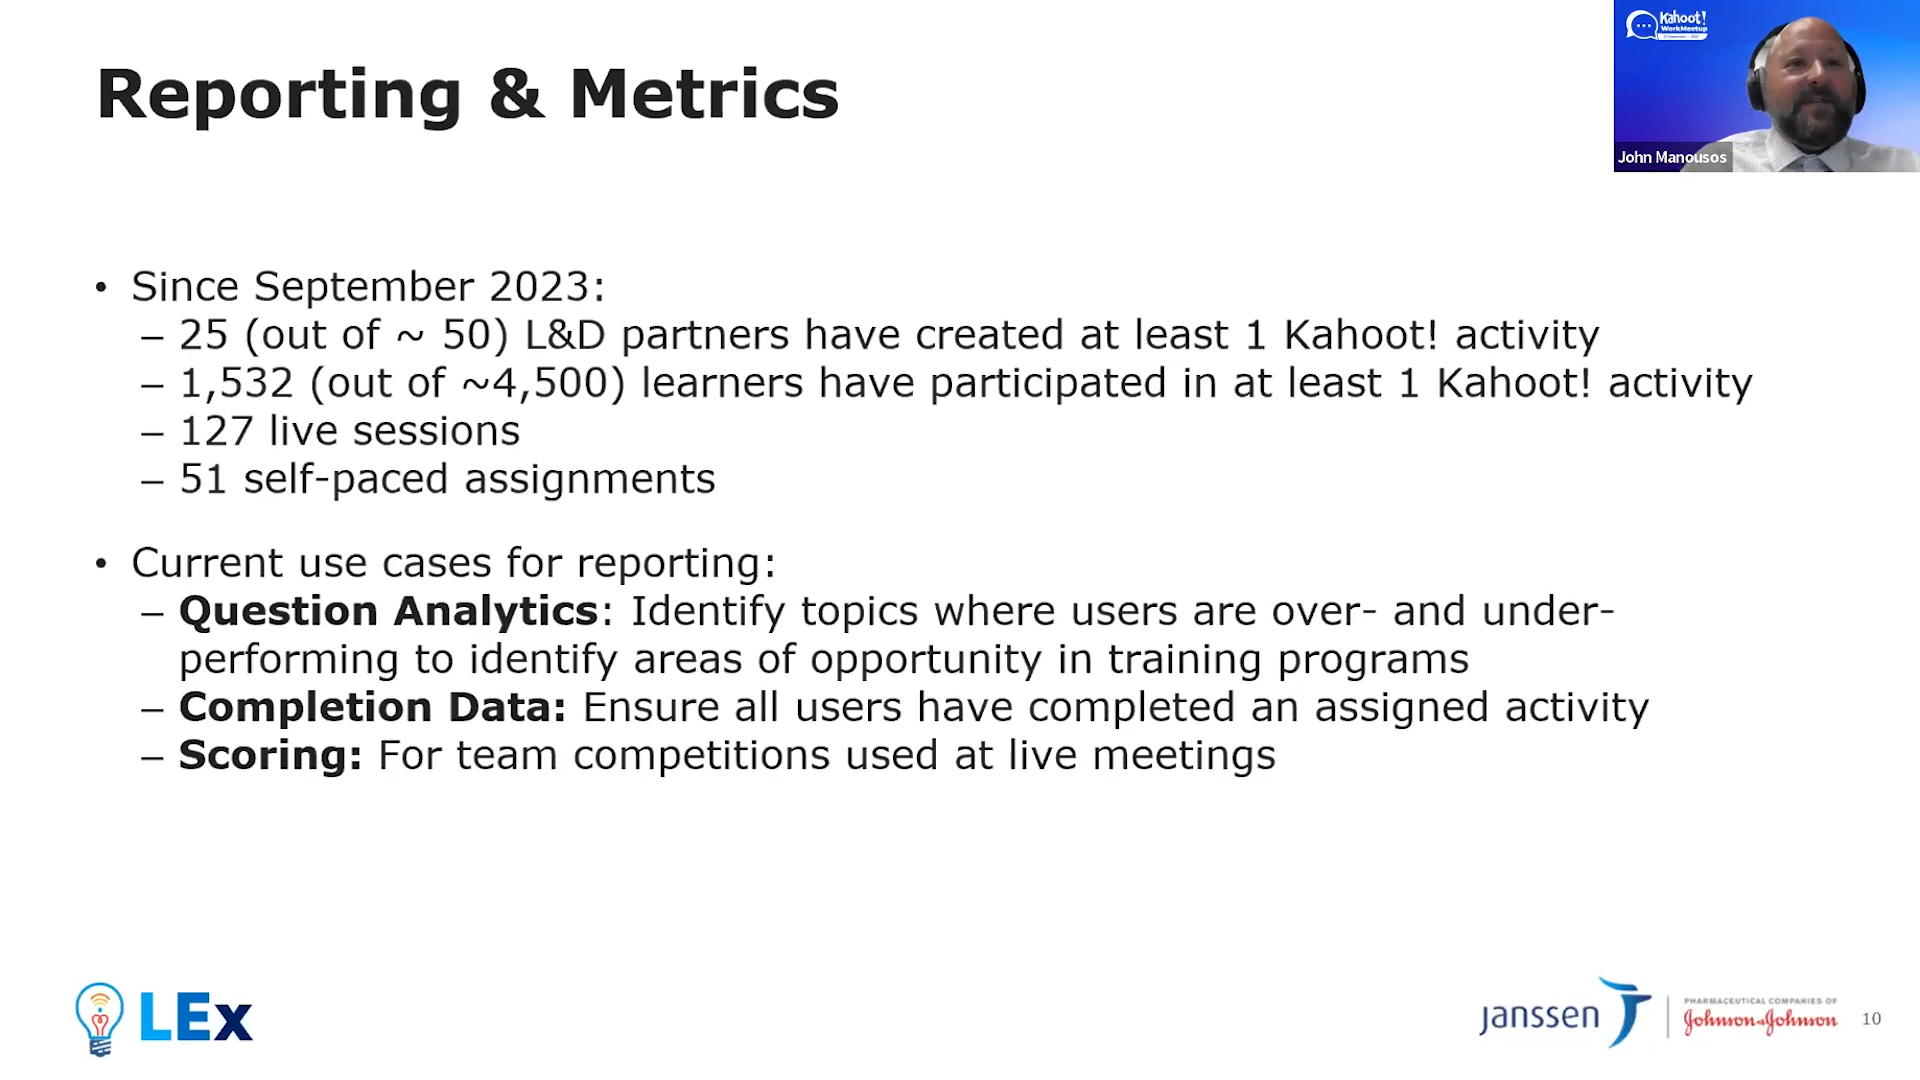 Reporting & Metrics
Kahoot!
WorkMeetup
John Manousos
• Since September 2023:
– 25 (out of ~ 50) L&D partners have created at least 1 Kahoot! activity
– 1,532 (out of ~4,500) learners have participated in at least 1 Kahoot! activity
– 127 live sessions
– 51 self-paced assignments
• Current use cases for reporting:
– Question Analytics: Identify topics where users are over- and under-
performing to identify areas of opportunity in training programs
– Completion Data: Ensure all users have completed an assigned activity
– Scoring: For team competitions used at live meetings
LEx
janssen
PHARMACEUTICAL COMPANIES OF
Johnson & Johnson
10